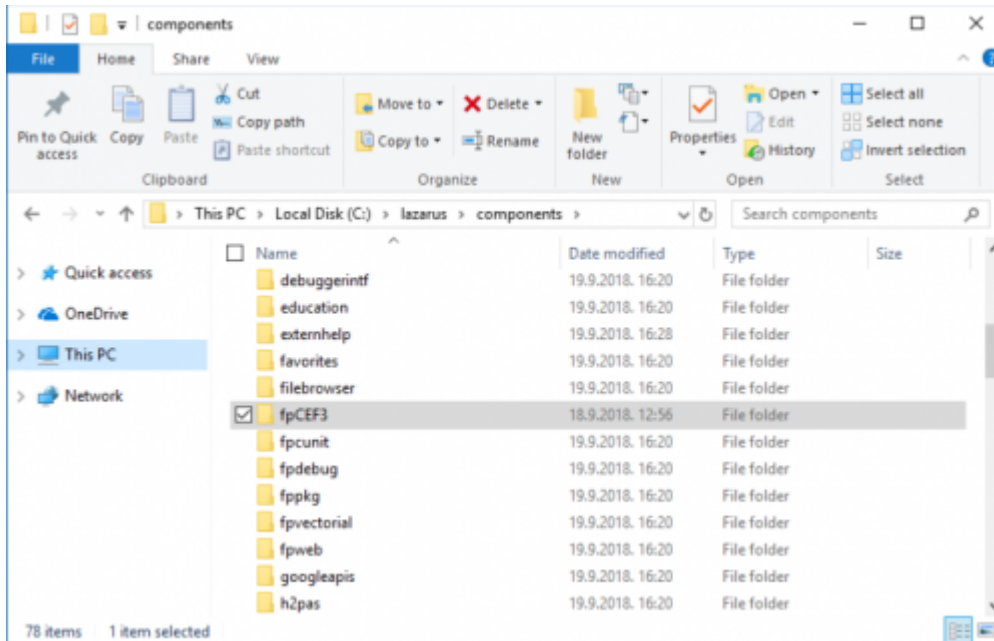 components
File Home Share View
Pin to Quick access
Copy
Paste
Cut
Copy path
Paste shortcut
Clipboard
Move to
Copy to
Delete
Rename
Organize
New folder
New
Properties
Open
Edit
History
Open
Select all
Select none
Invert selection
Select
This PC > Local Disk (C:) > lazarus > components >
Search components
Quick access
OneDrive
This PC
Network
Name Date modified Type Size
debuggerintf 19.9.2018. 16:20 File folder
education 19.9.2018. 16:20 File folder
externhelp 19.9.2018. 16:28 File folder
favorites 19.9.2018. 16:20 File folder
filebrowser 19.9.2018. 16:20 File folder
fpCEF3 18.9.2018. 12:56 File folder
fpcunit 19.9.2018. 16:20 File folder
fpdebug 19.9.2018. 16:20 File folder
fppkg 19.9.2018. 16:20 File folder
fpvectorial 19.9.2018. 16:20 File folder
fpweb 19.9.2018. 16:20 File folder
googleapis 19.9.2018. 16:20 File folder
h2pas 19.9.2018. 16:20 File folder
78 items 1 item selected